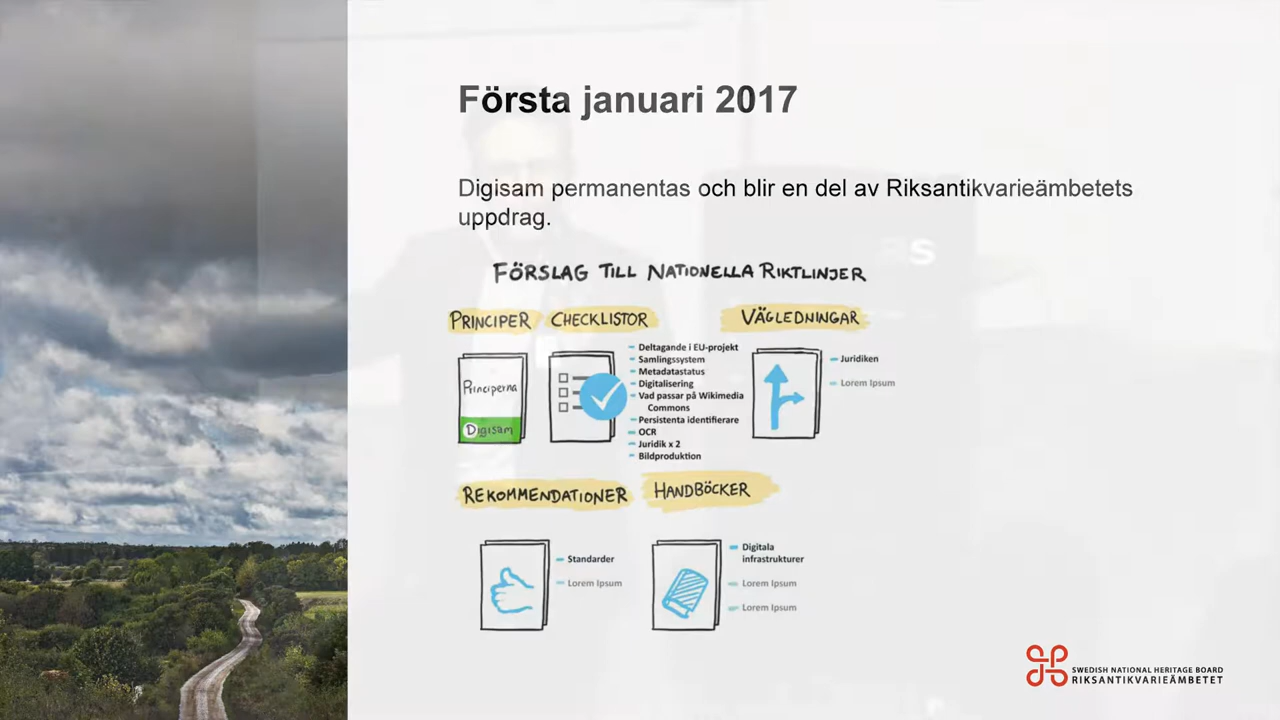 Första januari 2017
Digisam permanentas och blir en del av Riksantikvarieämbetets
uppdrag.
FÖRSLAG TILL NATIONELLA RIKTLINJER
PRINCIPER
Principerna
Digisam
CHECKLISTOR
Deltagande i EU-projekt
Samlingssystem
Metadatastatus
Digitalisering
Vad passar på Wikimedia
Commons
Persistenta identifierare
OCR
Juridik x 2
Bildproduktion
VÄGLEDNINGAR
Juridiken
Lorem Ipsum
REKOMMENDATIONER
Standarder
Lorem Ipsum
HANDBÖCKER
Digitala
infrastrukturer
Lorem Ipsum
Lorem Ipsum
SWEDISH NATIONAL HERITAGE BOARD
RIKSANTIKVARIEÄMBETET